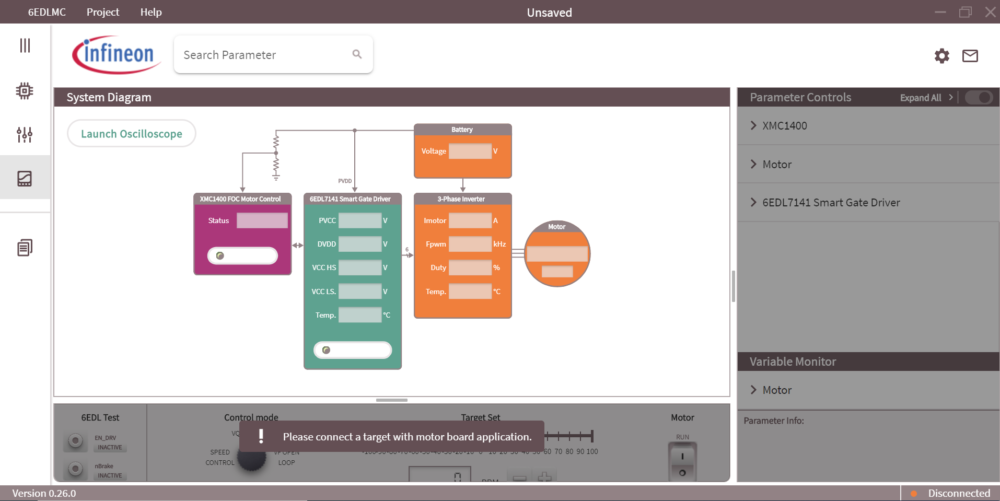 6EDLMC Project Help Unsaved
infineon
Search Parameter
System Diagram
Launch Oscilloscope
Battery
Voltage V
PVDD
XMC1400 FOC Motor Control
Status
6EDL7141 Smart Gate Driver
PVCC V
DVDD V
VCC HS V
VCC LS. V
Temp. °C
6
3-Phase Inverter
Imotor A
Fpwm kHz
Duty %
Temp. °C
Motor
Parameter Controls Expand All
XMC1400
Motor
6EDL7141 Smart Gate Driver
Variable Monitor
Motor
Parameter Info:
6EDL Test
EN_DRV
INACTIVE
nBrake
INACTIVE
Control mode
SPEED
CONTROL
LOOP
Target Set
60 70 80 90 100
0
RPM
Motor
RUN
Please connect a target with motor board application.
Version 0.26.0
Disconnected